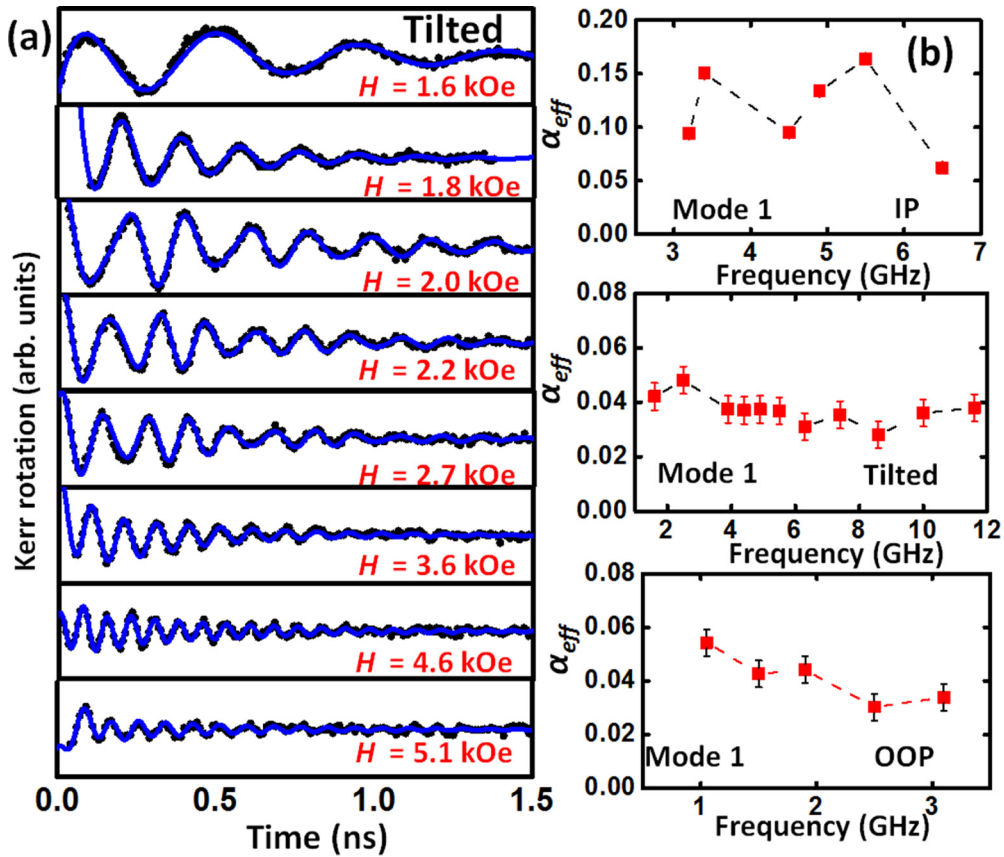 (a)
Tilted
H = 1.6 kOe
H = 1.8 kOe
H = 2.0 kOe
H = 2.2 kOe
H = 2.7 kOe
H = 3.6 kOe
H = 4.6 kOe
H = 5.1 kOe
Kerr rotation (arb. units)
0.0 0.5 1.0 1.5
Time (ns)
(b)
0.20
0.15
0.10
0.05
0.00
αeff
Mode 1 IP
3 4 5 6 7
Frequency (GHz)
0.08
0.06
0.04
0.02
0.00
αeff
Mode 1 Tilted
2 4 6 8 10 12
Frequency (GHz)
0.08
0.06
0.04
0.02
0.00
αeff
Mode 1 OOP
1 2 3
Frequency (GHz)